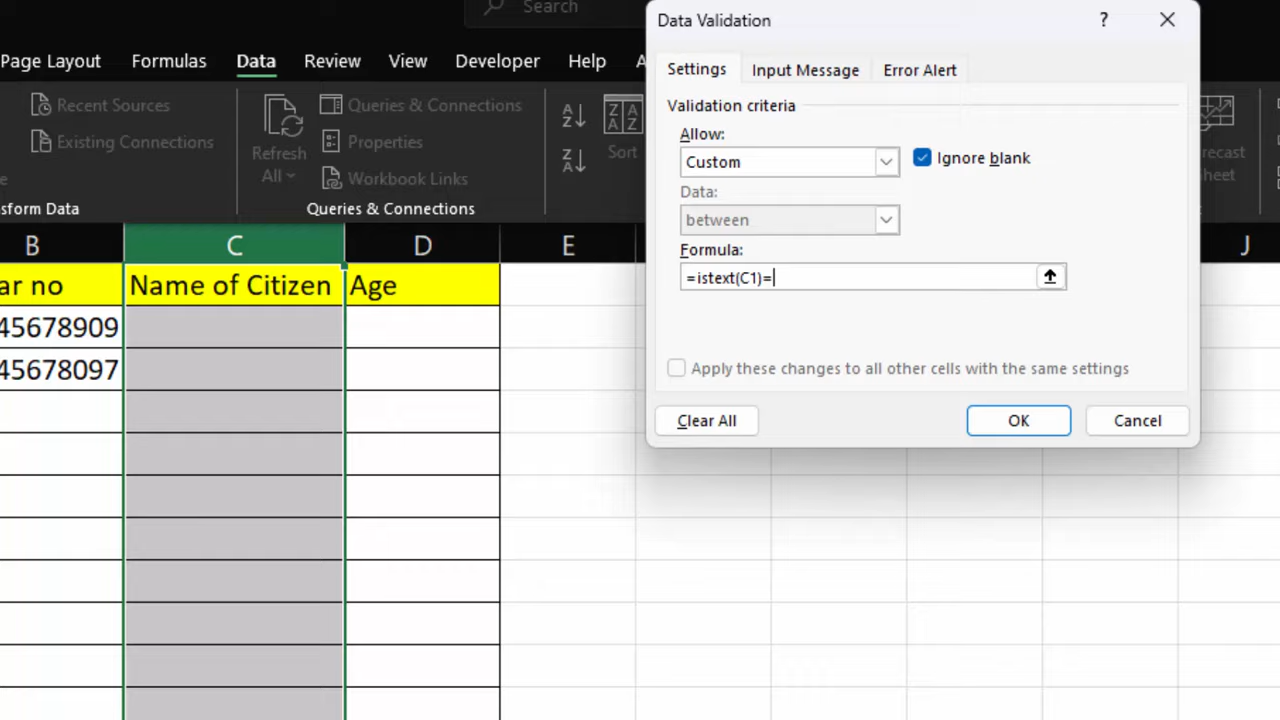 Search
Data Validation
?
Page Layout
Formulas
Data
Review
View
Developer
Help
Settings
Input Message
Error Alert
Recent Sources
Existing Connections
Refresh
All
Queries & Connections
Properties
Workbook Links
A
Z
Z
A
Z A
A Z
Sort
Validation criteria
Allow:
Custom
Ignore blank
Data:
between
Formula:
=istext(C1)=
sform Data
Queries & Connections
recast
heet
B
C
D
E
J
ar no
Name of Citizen
Age
45678909
45678097
Apply these changes to all other cells with the same settings
Clear All
OK
Cancel